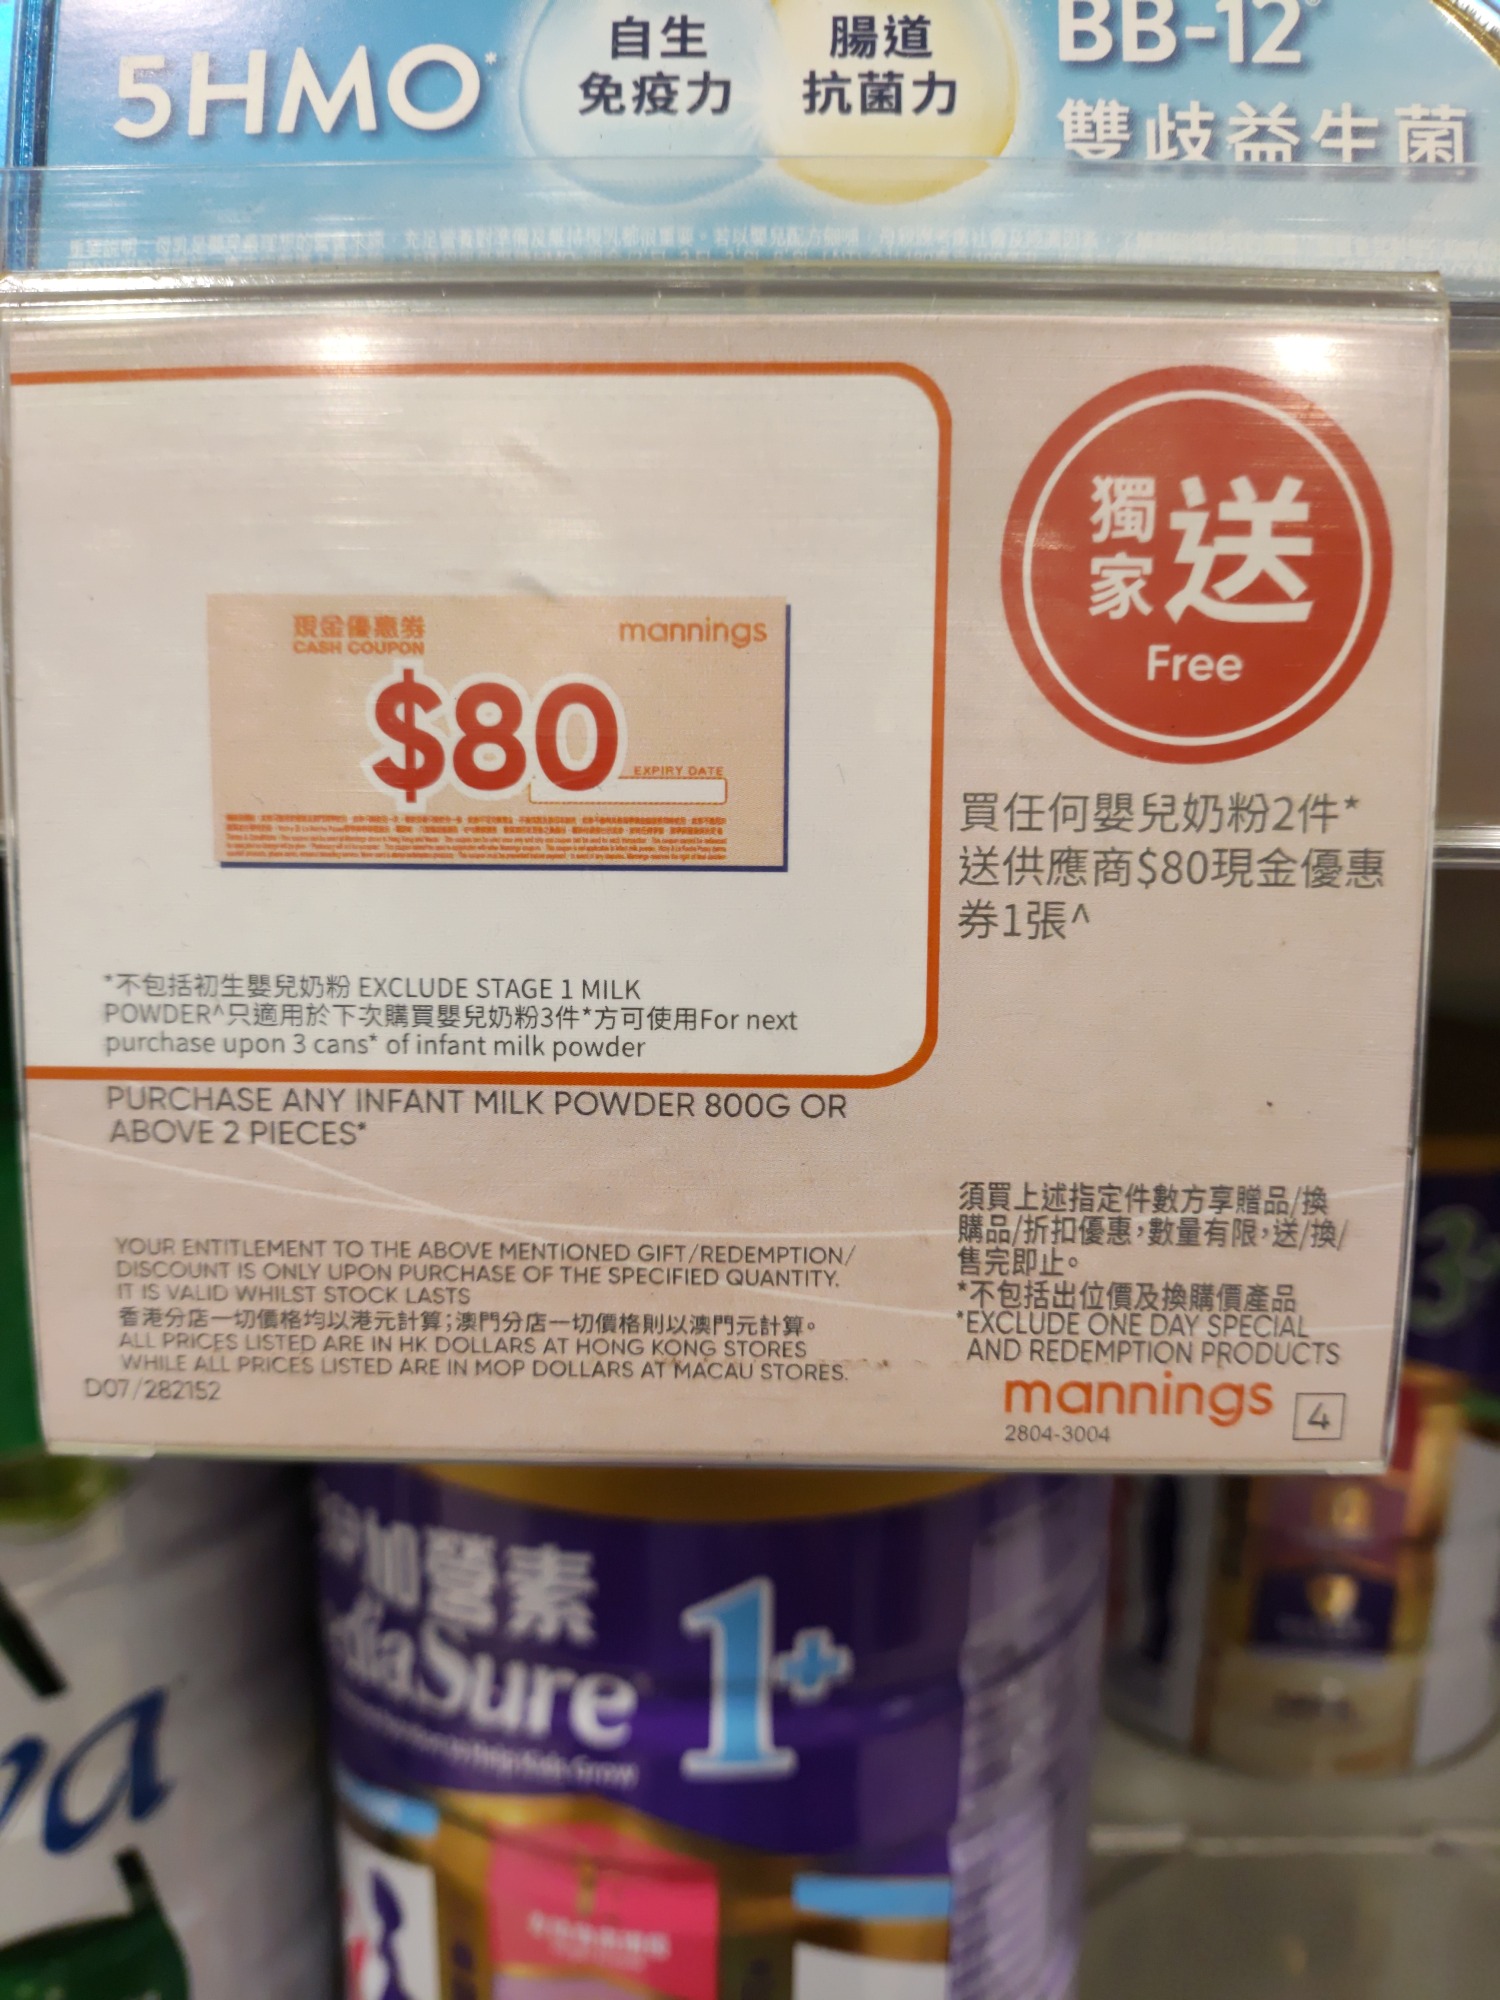 5HMO*
自生
免疫力
腸道
抗菌力
BB-12
雙歧益生菌
現金優惠券
CASH COUPON
mannings
$80
EXPIRY DATE
獨家送
Free
買任何嬰兒奶粉2件*
送供應商$80現金優惠
券1張^
*不包括初生嬰兒奶粉 EXCLUDE STAGE 1 MILK
POWDER^只適用於下次購買嬰兒奶粉3件*方可使用For next
purchase upon 3 cans* of infant milk powder
PURCHASE ANY INFANT MILK POWDER 800G OR
ABOVE 2 PIECES*
YOUR ENTITLEMENT TO THE ABOVE MENTIONED GIFT/REDEMPTION/
DISCOUNT IS ONLY UPON PURCHASE OF THE SPECIFIED QUANTITY.
IT IS VALID WHILST STOCK LASTS
香港分店一切價格均以港元計算;澳門分店一切價格則以澳門元計算。
ALL PRICES LISTED ARE IN HK DOLLARS AT HONG KONG STORES
WHILE ALL PRICES LISTED ARE IN MOP DOLLARS AT MACAU STORES.
D07/282152
須買上述指定件數方享贈品/換
購品/折扣優惠,數量有限,送/換/
售完即止。
*不包括出位價及換購價產品
*EXCLUDE ONE DAY SPECIAL
AND REDEMPTION PRODUCTS
mannings
4
2804-3004
加營素
diaSure
1+
3+